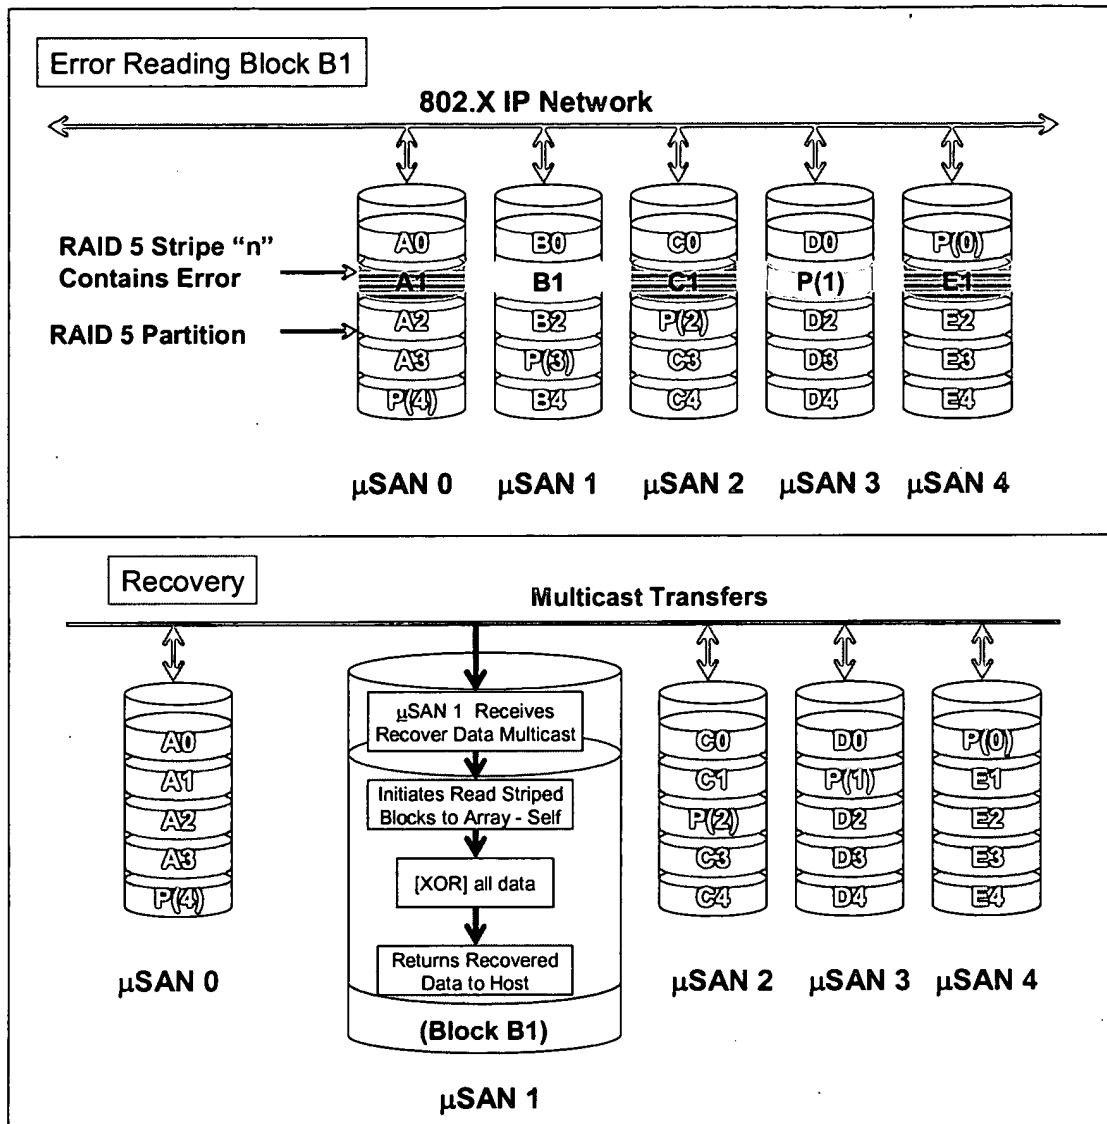 Error Reading Block B1
802.X IP Network
RAID 5 Stripe “n”
Contains Error
RAID 5 Partition
A0 B0 C0 D0 P(0)
A1 B1 C1 P(1) E1
A2 B2 P(2) D2 E2
A3 P(3) C3 D3 E3
P(4) B4 C4 D4 E4
μSAN 0 μSAN 1 μSAN 2 μSAN 3 μSAN 4
Recovery
Multicast Transfers
A0
A1
A2
A3
P(4)
μSAN 0
μSAN 1 Receives
Recover Data Multicast
Initiates Read Striped
Blocks to Array - Self
[XOR] all data
Returns Recovered
Data to Host
(Block B1)
μSAN 1
C0 D0 P(0)
C1 P(1) E1
P(2) D2 E2
C3 D3 E3
C4 D4 E4
μSAN 2 μSAN 3 μSAN 4